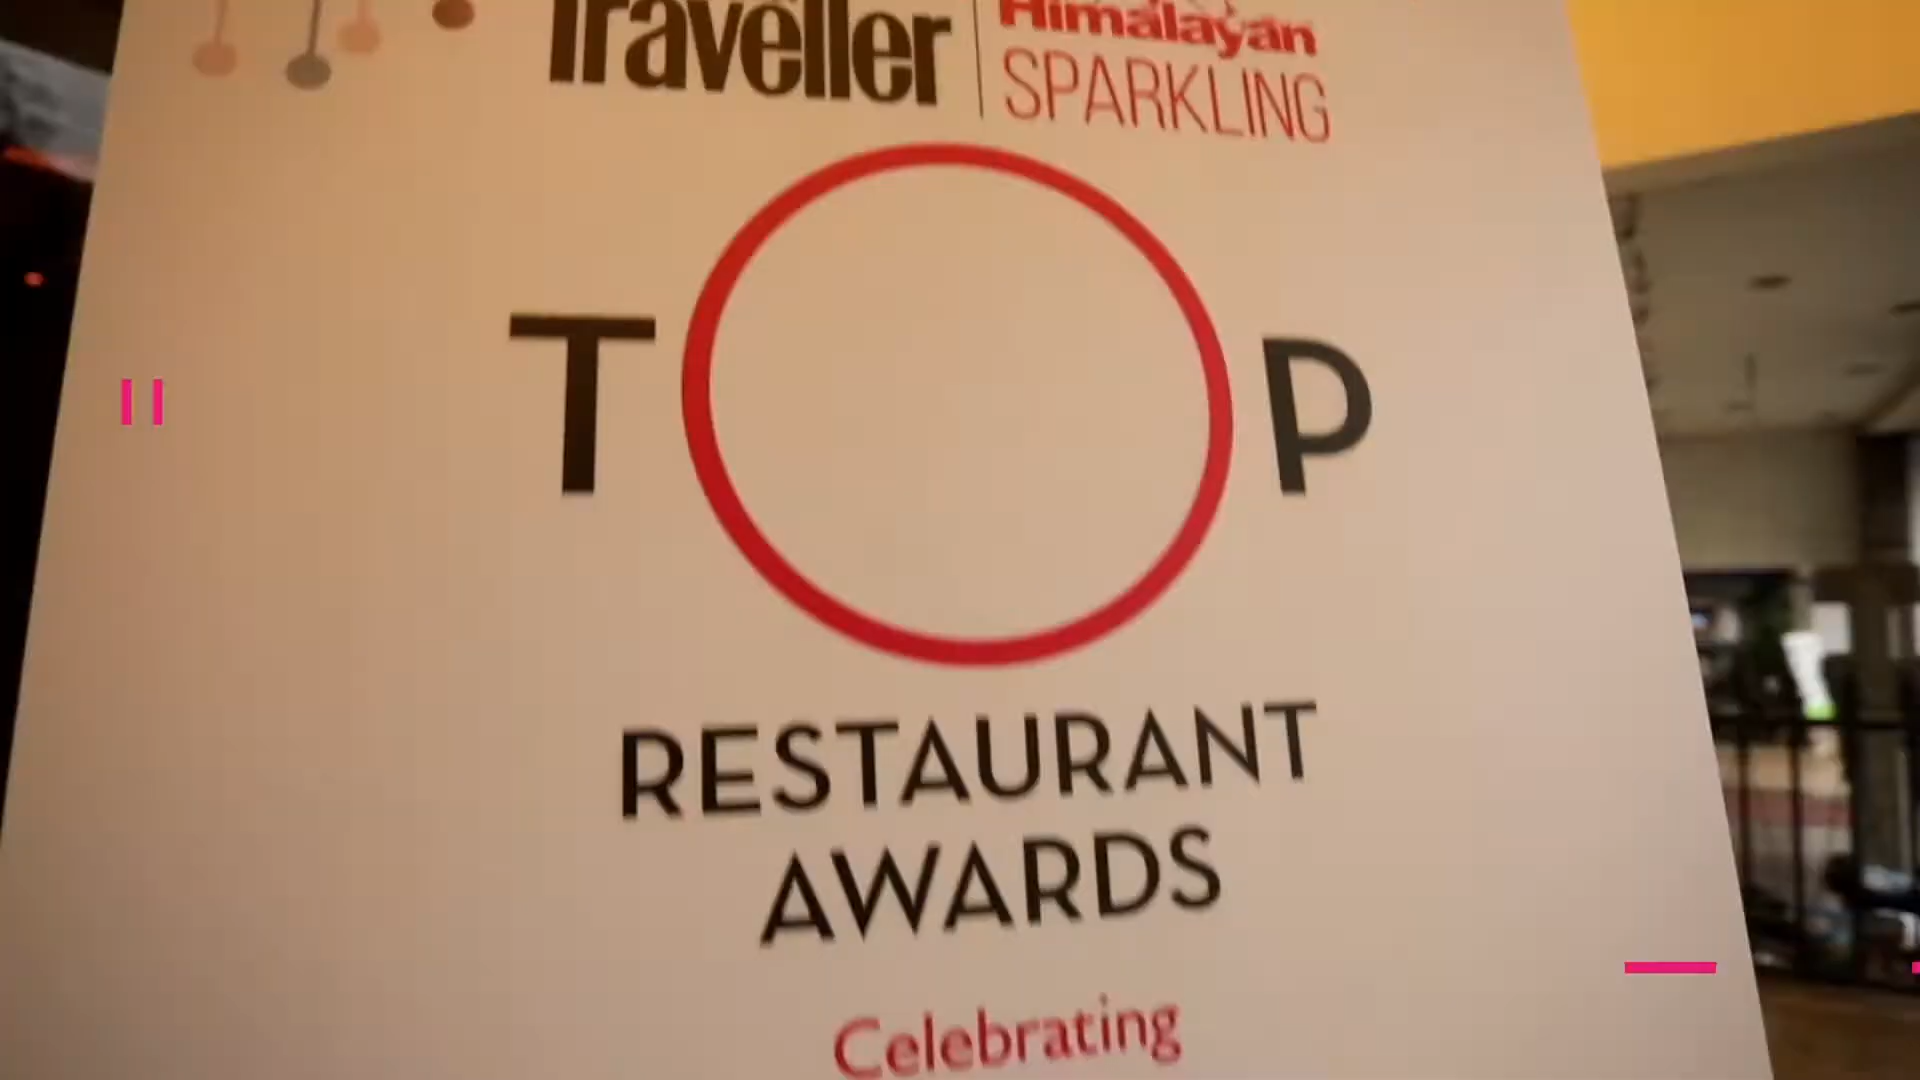 Traveller
Himalayan
SPARKLING
TOP
RESTAURANT
AWARDS
Celebrating